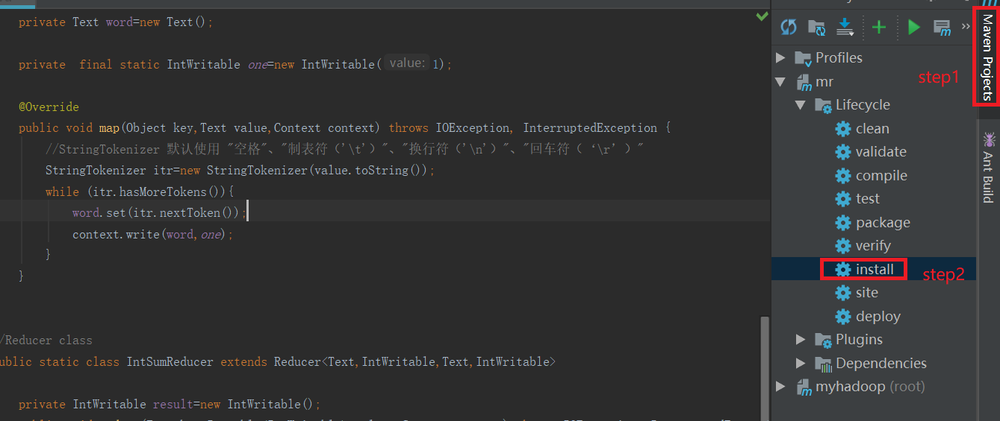 private Text word=new Text();
private  final static IntWritable one=new IntWritable( value: 1);
@Override
public void map(Object key,Text value,Context context) throws IOException, InterruptedException {
//StringTokenizer 默认使用 "空格"、"制表符('\t')"、"换行符('\n')"、"回车符（‘\r’）"
StringTokenizer itr=new StringTokenizer(value.toString());
while (itr.hasMoreTokens()){
word.set(itr.nextToken());
context.write(word,one);
}
}
/Reducer class
ublic static class IntSumReducer extends Reducer<Text,IntWritable,Text,IntWritable>
private IntWritable result=new IntWritable();
Profiles
mr
Lifecycle
clean
validate
compile
test
package
verify
install
site
deploy
Plugins
Dependencies
myhadoop (root)
step1
step2
Maven Projects
Ant Build